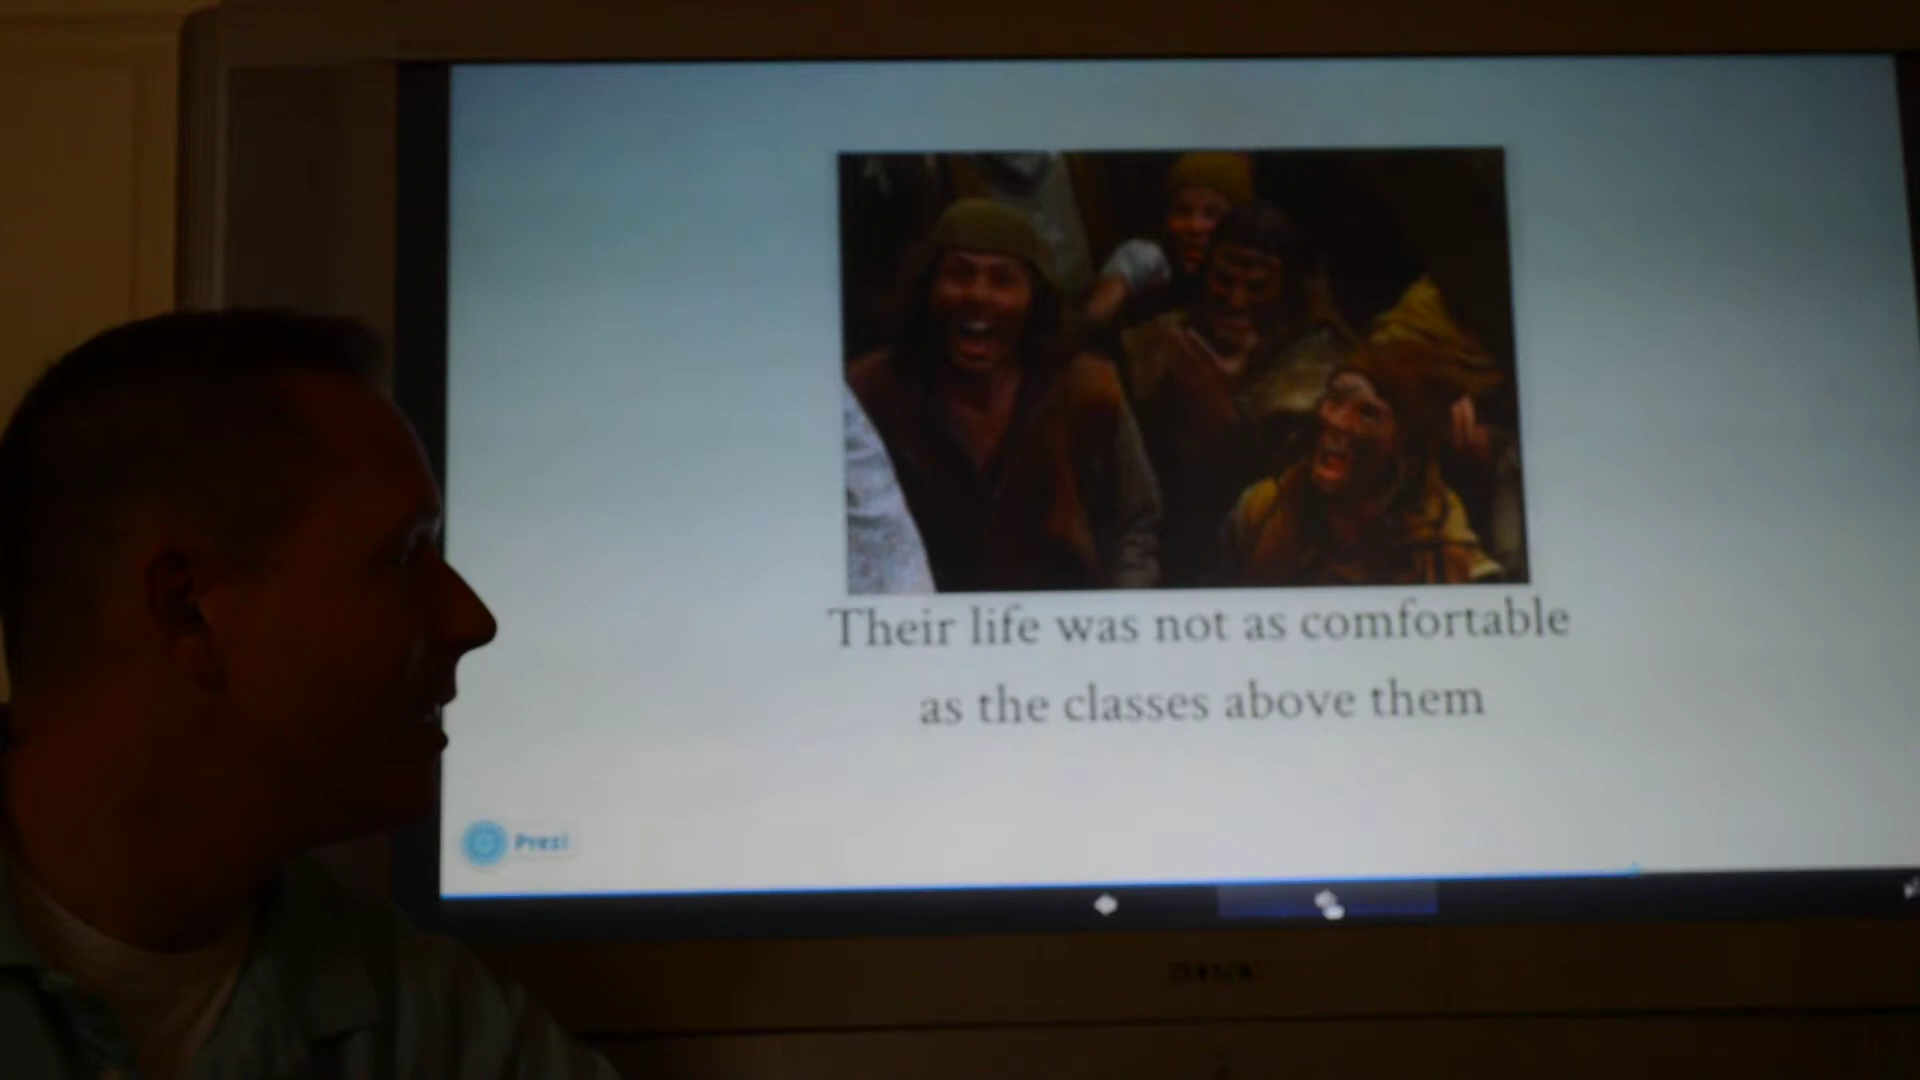 Their life was not as comfortable
as the classes above them
Prezi